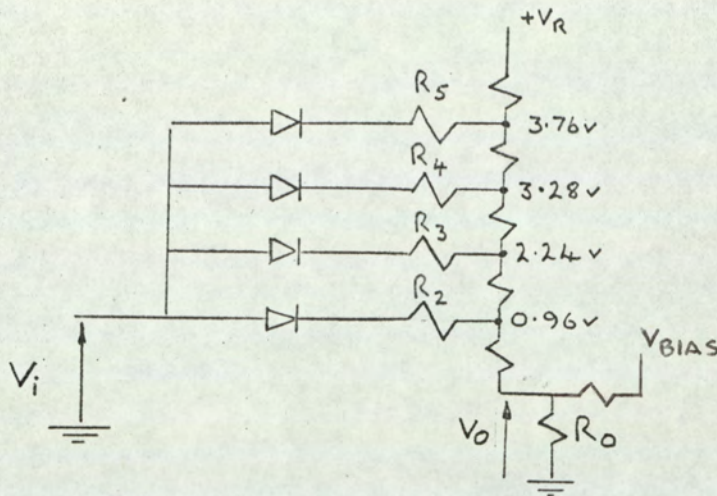 +VR
R5
3.76v
R4
3.28v
R3
2.24v
R2
0.96v
VBIAS
Vi
Vo
Ro